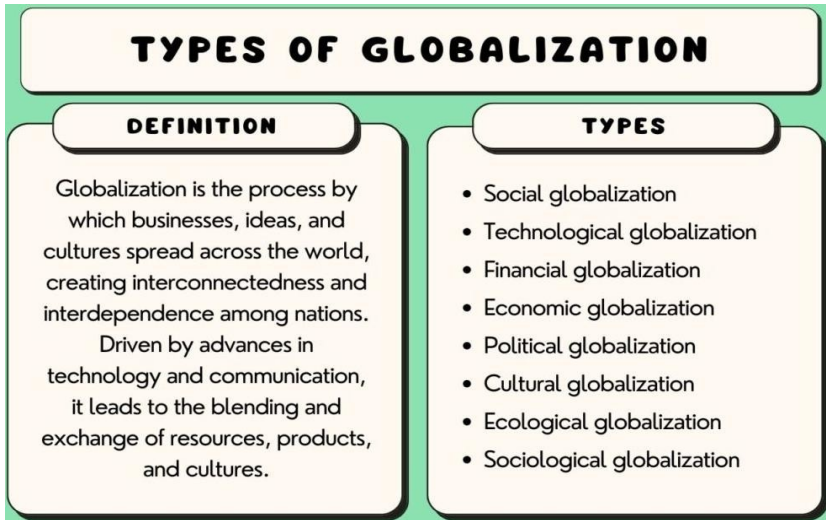 TYPES OF GLOBALIZATION
DEFINITION
Globalization is the process by
which businesses, ideas, and
cultures spread across the world,
creating interconnectedness and
interdependence among nations.
Driven by advances in
technology and communication,
it leads to the blending and
exchange of resources, products,
and cultures.
TYPES
• Social globalization
• Technological globalization
• Financial globalization
• Economic globalization
• Political globalization
• Cultural globalization
• Ecological globalization
• Sociological globalization